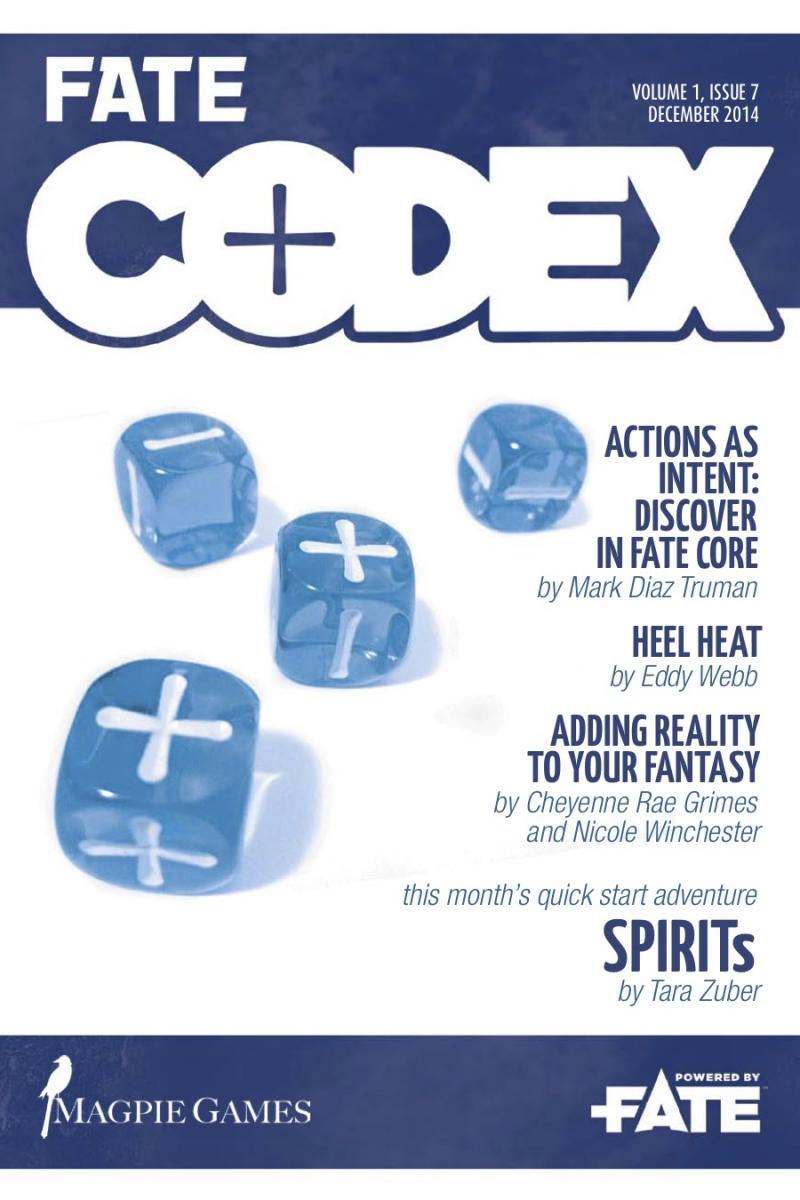 FATE
VOLUME 1, ISSUE 7
DECEMBER 2014
CODEX
ACTIONS AS
INTENT:
DISCOVER
IN FATE CORE
by Mark Diaz Truman
HEEL HEAT
by Eddy Webb
ADDING REALITY
TO YOUR FANTASY
by Cheyenne Rae Grimes
and Nicole Winchester
this month's quick start adventure
SPIRITs
by Tara Zuber
MAGPIE GAMES
POWERED BY
FATE™